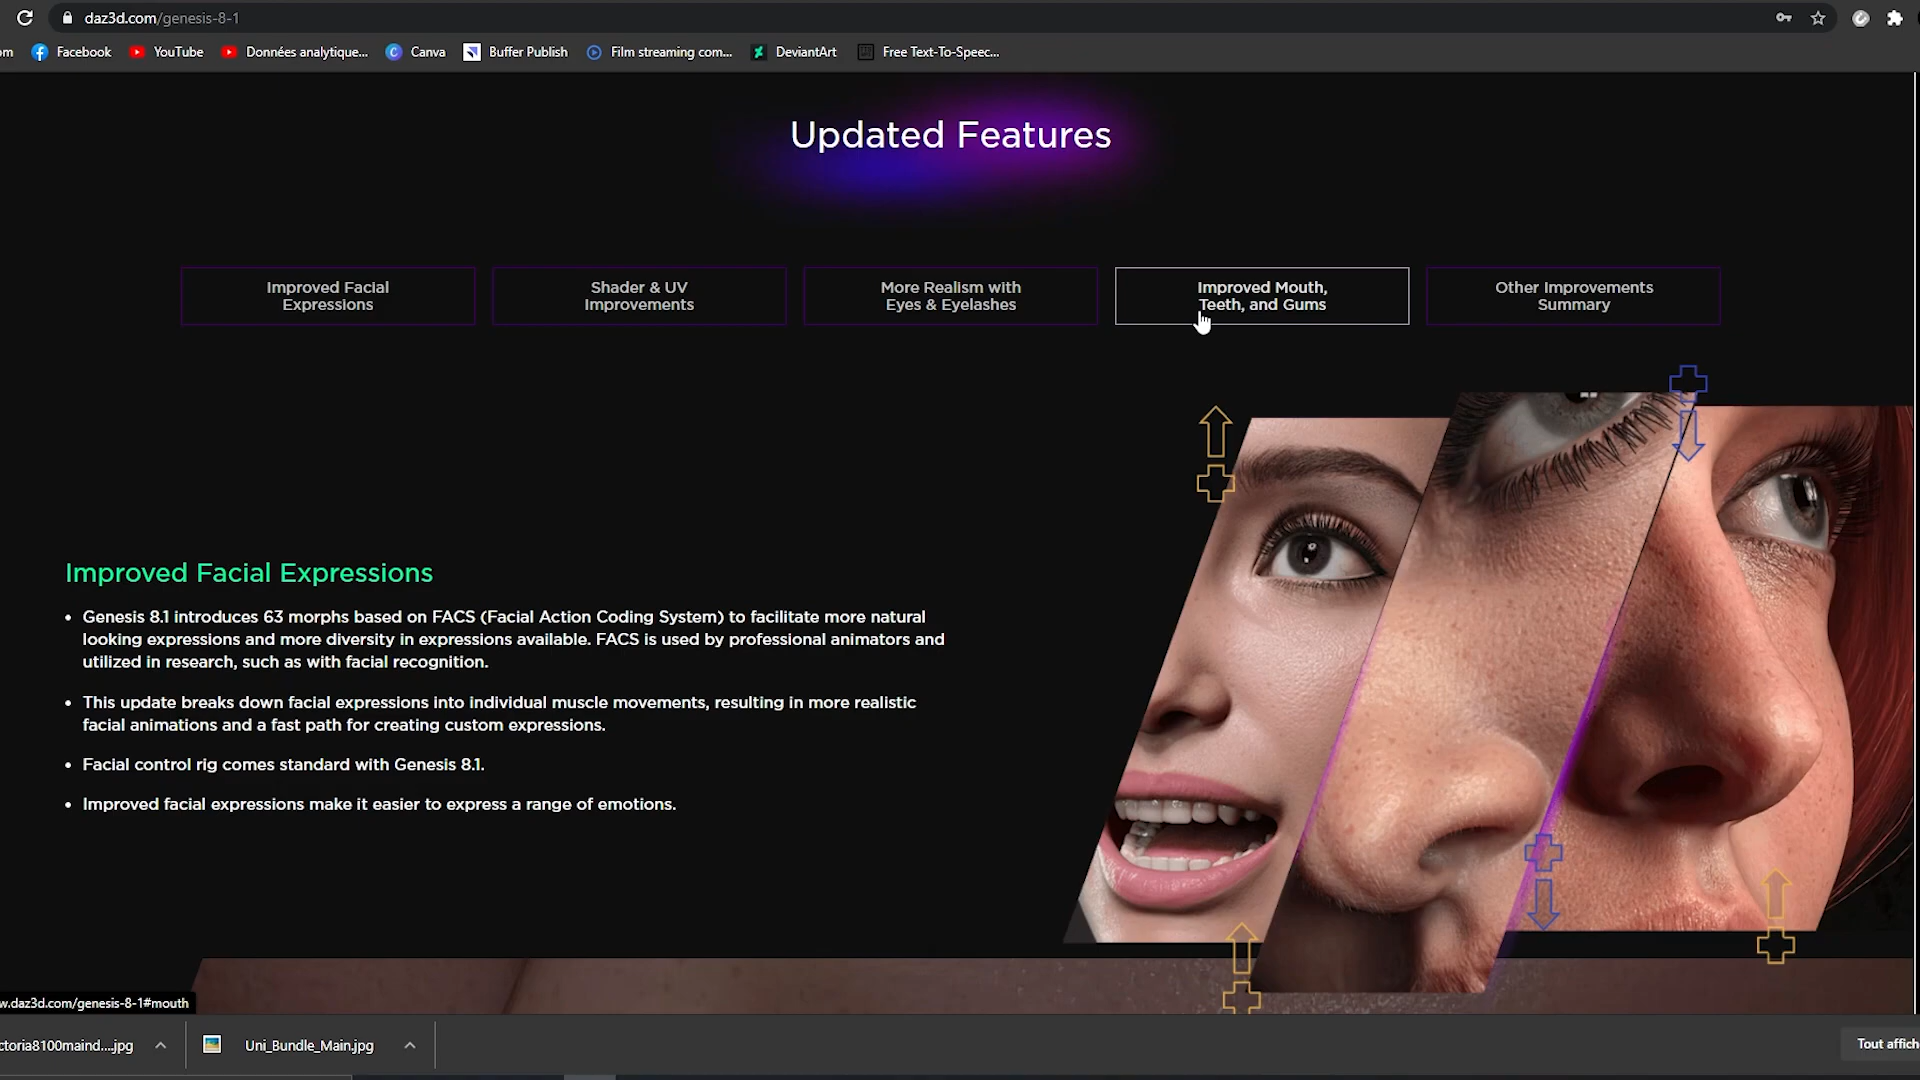 daz3d.com/genesis-8-1
om Facebook YouTube Données analytique... Canva Buffer Publish Film streaming com... DeviantArt Free Text-To-Speec...
Updated Features
Improved Facial
Expressions
Shader & UV
Improvements
More Realism with
Eyes & Eyelashes
Improved Mouth,
Teeth, and Gums
Other Improvements
Summary
Improved Facial Expressions
• Genesis 8.1 introduces 63 morphs based on FACS (Facial Action Coding System) to facilitate more natural
looking expressions and more diversity in expressions available. FACS is used by professional animators and
utilized in research, such as with facial recognition.
• This update breaks down facial expressions into individual muscle movements, resulting in more realistic
facial animations and a fast path for creating custom expressions.
• Facial control rig comes standard with Genesis 8.1.
• Improved facial expressions make it easier to express a range of emotions.
w.daz3d.com/genesis-8-1#mouth
ctoria8100maind....jpg Uni_Bundle_Main.jpg Tout affich